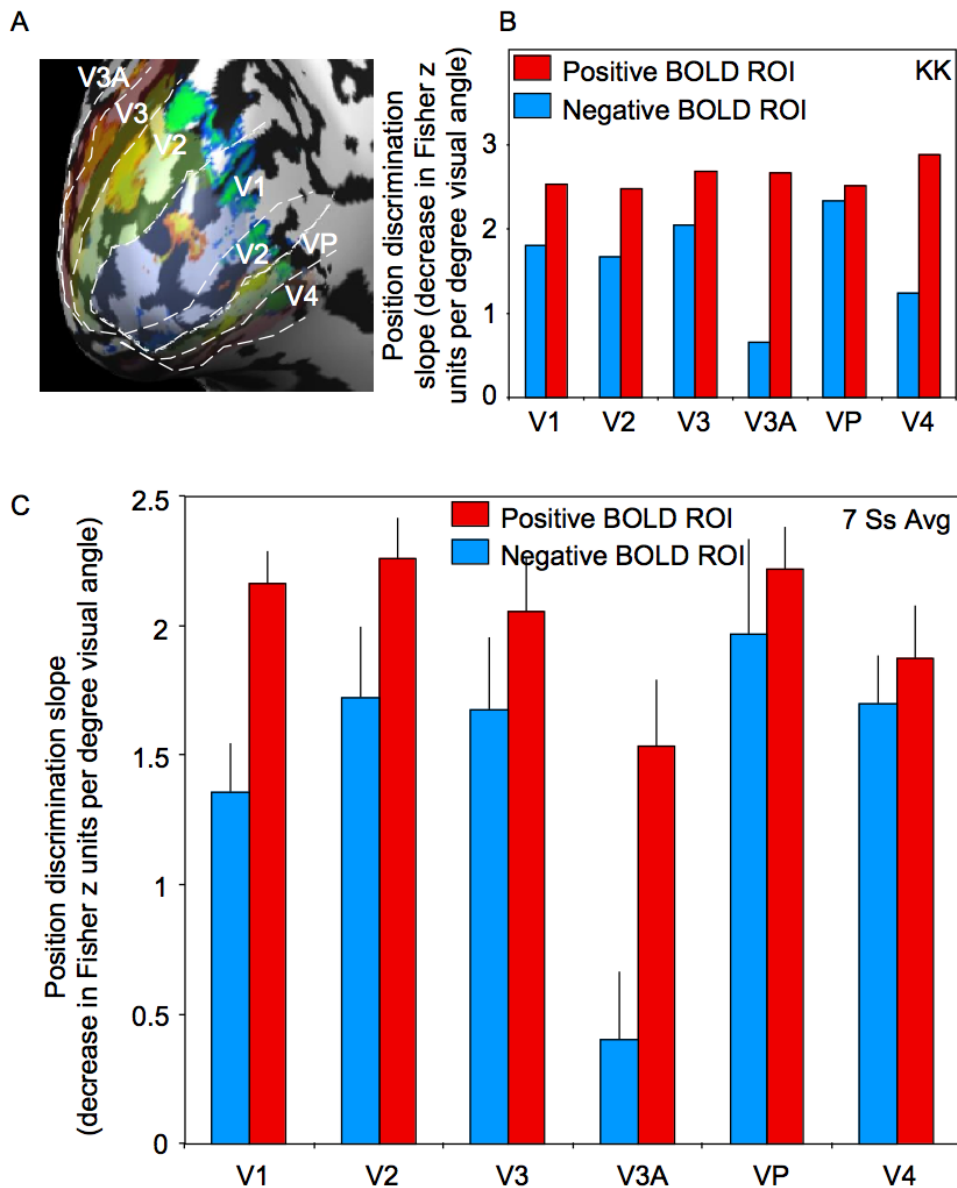 A
V3A
V3
V2
V1
V2
VP
V4
B
Position discrimination
slope (decrease in Fisher z
units per degree visual angle)
Positive BOLD ROI
KK
Negative BOLD ROI
3
2
1
0
V1 V2 V3 V3A VP V4
C
Position discrimination slope
(decrease in Fisher z units per degree visual angle)
2.5
2
1.5
1
0.5
0
Positive BOLD ROI
7 Ss Avg
Negative BOLD ROI
V1 V2 V3 V3A VP V4